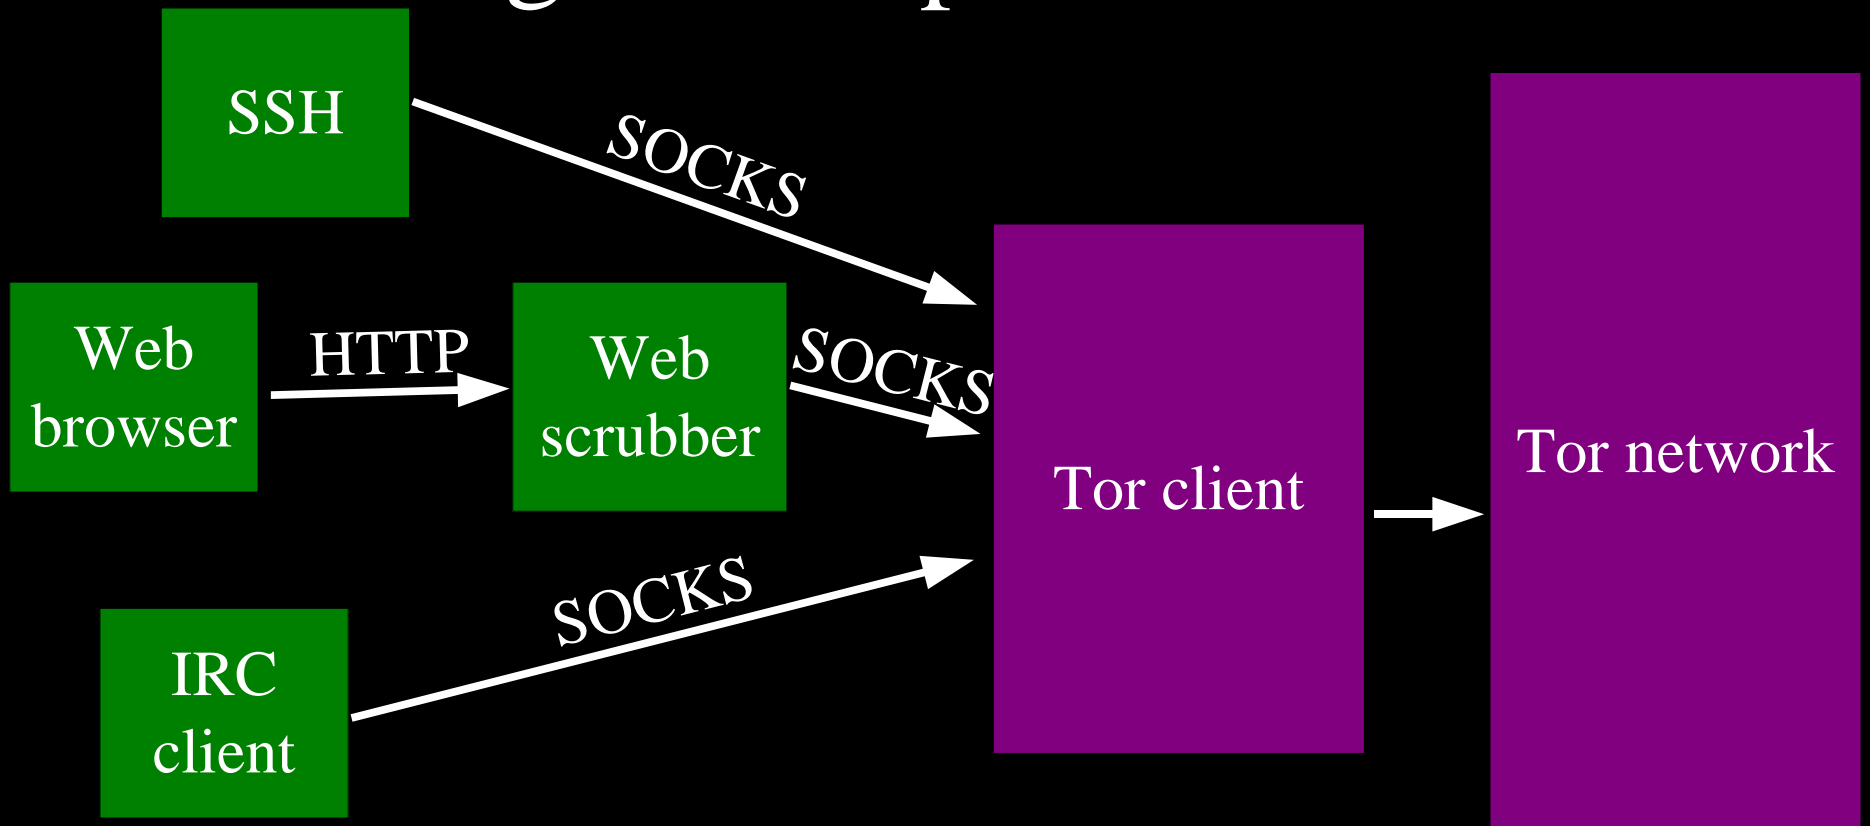 SSH
SOCKS
Web
browser
HTTP
Web
scrubber
SOCKS
Tor client
Tor network
SOCKS
IRC
client